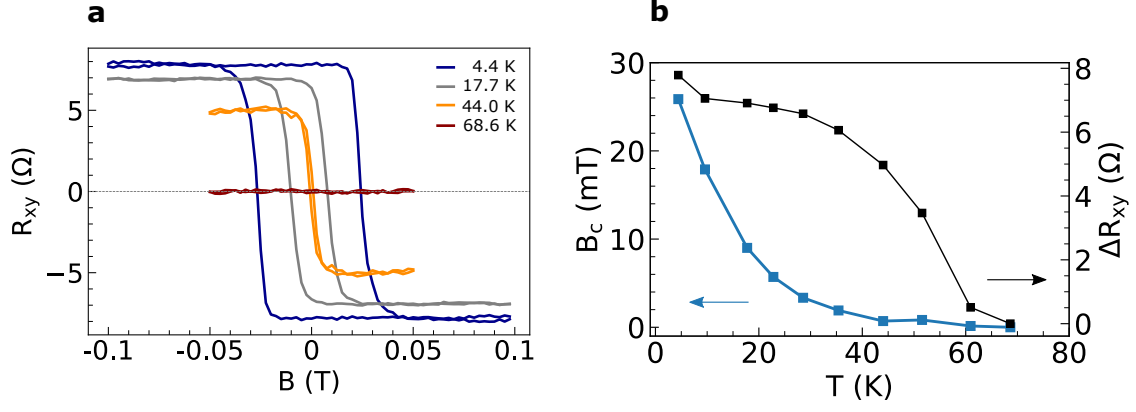 a
R_xy (Ω)
5
0
−5
4.4 K
17.7 K
44.0 K
68.6 K
-0.1
-0.05
0
0.05
0.1
B (T)
b
B_c (mT)
30
20
10
0
0
20
40
60
80
T (K)
8
6
4
2
0
ΔR_xy (Ω)